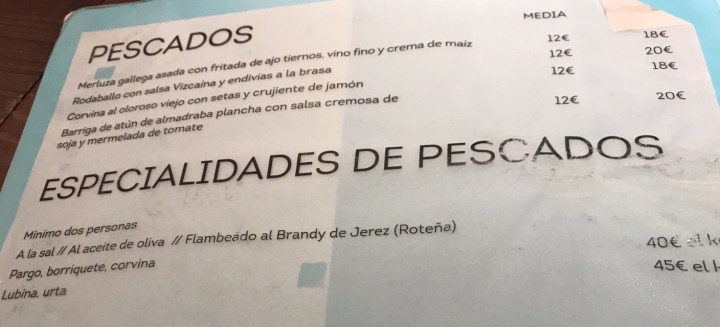 PESCADOS
MEDIA
Merluza gallega asada con fritada de ajo tiernos, vino fino y crema de maiz 12€ 18€
Rodaballo con salsa Vizcaína y endivias a la brasa 12€ 20€
Corvina al oloroso viejo con setas y crujiente de jamón 12€ 18€
Barriga de atún de almadraba plancha con salsa cremosa de 12€ 20€
soja y mermelada de tomate
ESPECIALIDADES DE PESCADOS
Mínimo dos personas
A la sal // Al aceite de oliva // Flambeado al Brandy de Jerez (Roteña)
Pargo, borriquete, corvina 40€ el
Lubina, urta 45€ el